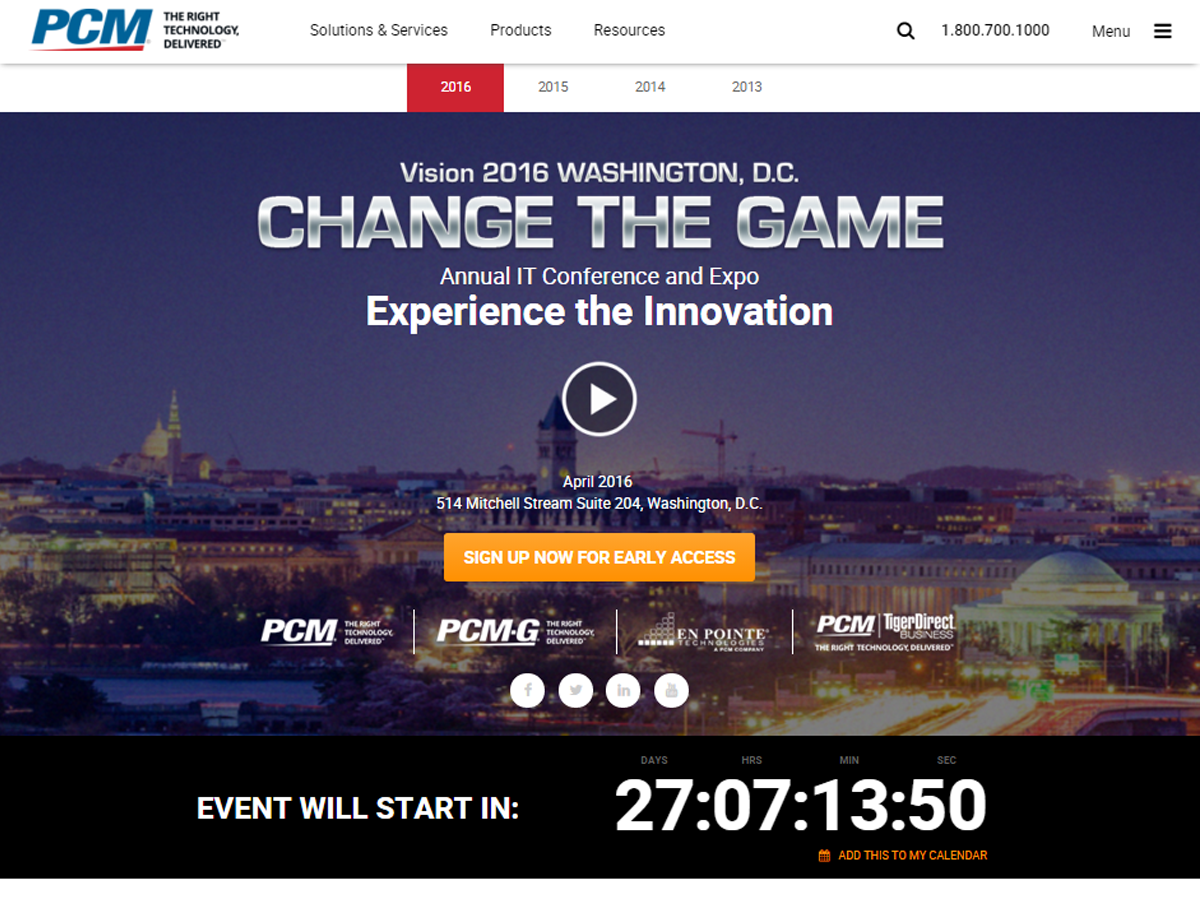 PCM THE RIGHT TECHNOLOGY, DELIVERED™
Solutions & Services Products Resources 1.800.700.1000 Menu
2016 2015 2014 2013
Vision 2016 WASHINGTON, D.C.
CHANGE THE GAME
Annual IT Conference and Expo
Experience the Innovation
April 2016
514 Mitchell Stream Suite 204, Washington, D.C.
SIGN UP NOW FOR EARLY ACCESS
PCM THE RIGHT TECHNOLOGY, DELIVERED™
PCM-G THE RIGHT TECHNOLOGY, DELIVERED™
EN POINTE
TECHNOLOGIES
A PCM COMPANY
PCM TigerDirect BUSINESS
THE RIGHT TECHNOLOGY, DELIVERED™
DAYS HRS MIN SEC
EVENT WILL START IN: 27:07:13:50
ADD THIS TO MY CALENDAR